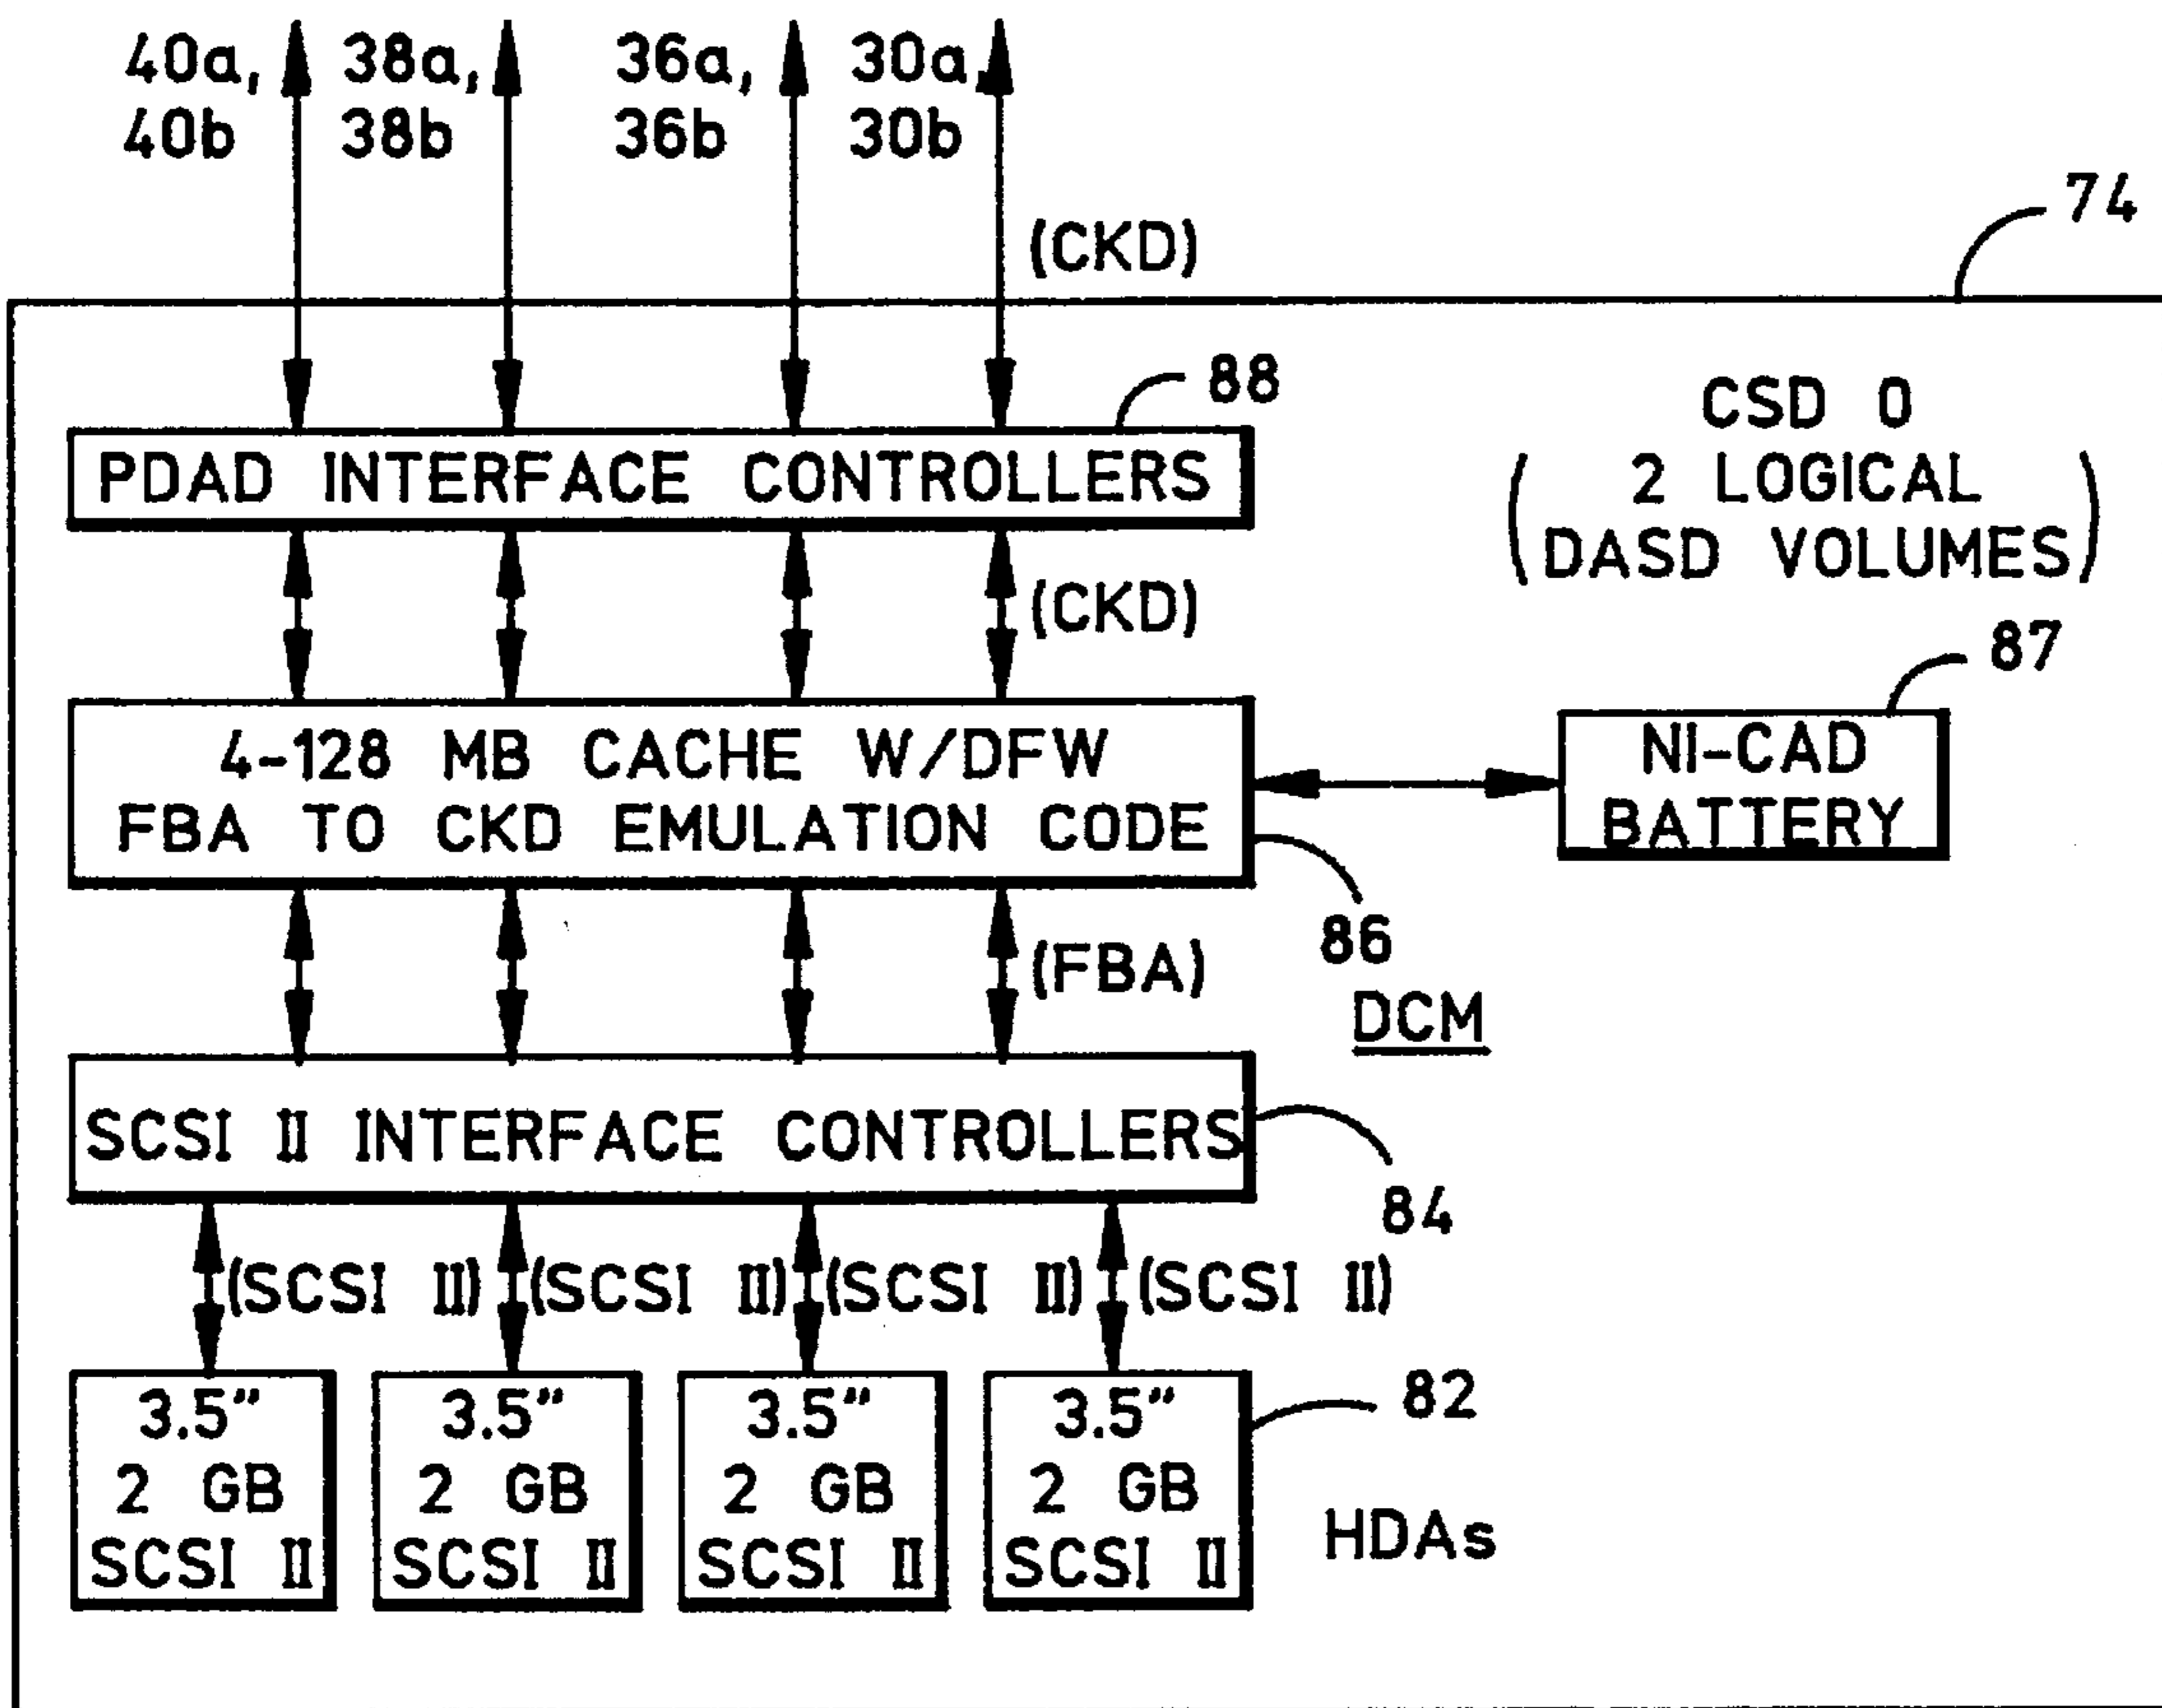 40a, 38a, 36a, 30a,
40b 38b 36b 30b
(CKD)
74
88
CSD 0
PDAD INTERFACE CONTROLLERS
( 2 LOGICAL
DASD VOLUMES )
(CKD)
87
4-128 MB CACHE W/DFW
FBA TO CKD EMULATION CODE
NI-CAD
BATTERY
86
(FBA)
DCM
SCSI II INTERFACE CONTROLLERS
84
(SCSI II) (SCSI II) (SCSI II) (SCSI II)
82
3.5" 3.5" 3.5" 3.5"
2 GB 2 GB 2 GB 2 GB
SCSI II SCSI II SCSI II SCSI II
HDAs